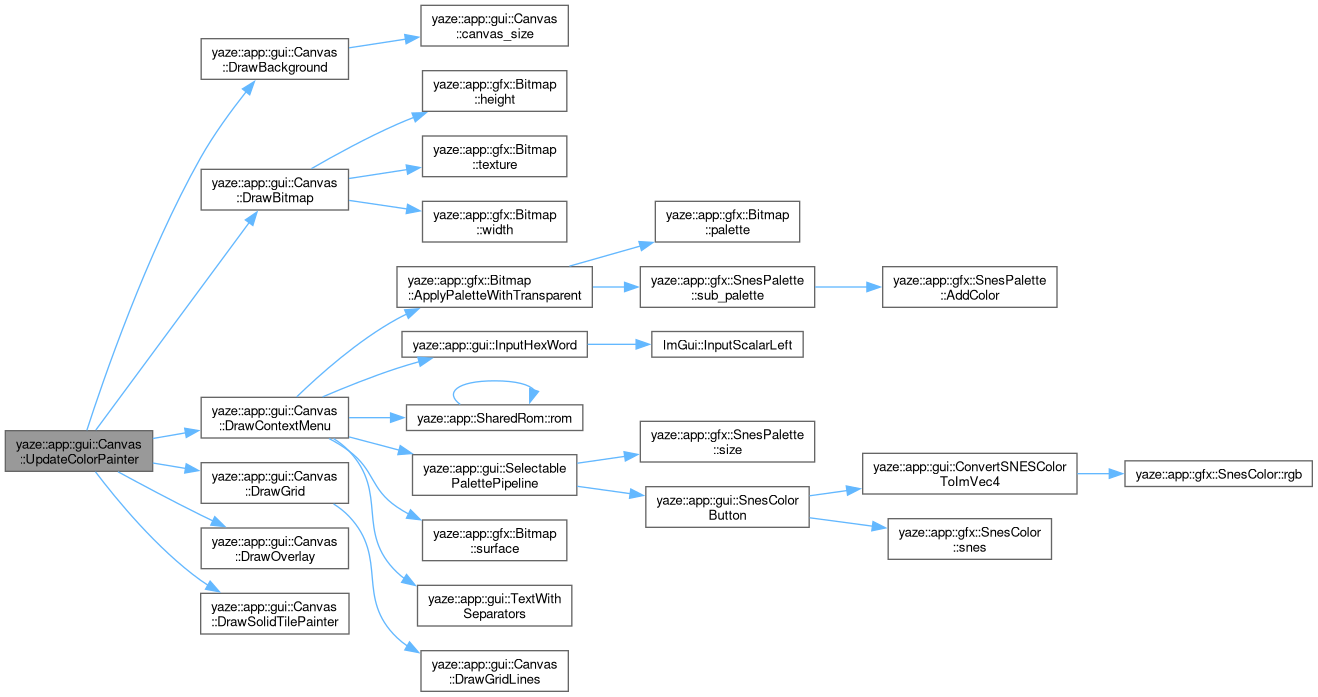 yaze::app::gui::Canvas
::UpdateColorPainter
yaze::app::gui::Canvas
::DrawBackground
yaze::app::gui::Canvas
::canvas_size
yaze::app::gui::Canvas
::DrawBitmap
yaze::app::gfx::Bitmap
::height
yaze::app::gfx::Bitmap
::texture
yaze::app::gfx::Bitmap
::width
yaze::app::gui::Canvas
::DrawContextMenu
yaze::app::gfx::Bitmap
::ApplyPaletteWithTransparent
yaze::app::gfx::Bitmap
::palette
yaze::app::gfx::SnesPalette
::sub_palette
yaze::app::gfx::SnesPalette
::AddColor
yaze::app::gui::InputHexWord
ImGui::InputScalarLeft
yaze::app::SharedRom::rom
yaze::app::gui::Selectable
PalettePipeline
yaze::app::gfx::SnesPalette
::size
yaze::app::gui::SnesColor
Button
yaze::app::gui::ConvertSNESColor
ToImVec4
yaze::app::gfx::SnesColor::rgb
yaze::app::gfx::SnesColor
::snes
yaze::app::gfx::Bitmap
::surface
yaze::app::gui::TextWith
Separators
yaze::app::gui::Canvas
::DrawGrid
yaze::app::gui::Canvas
::DrawGridLines
yaze::app::gui::Canvas
::DrawOverlay
yaze::app::gui::Canvas
::DrawSolidTilePainter